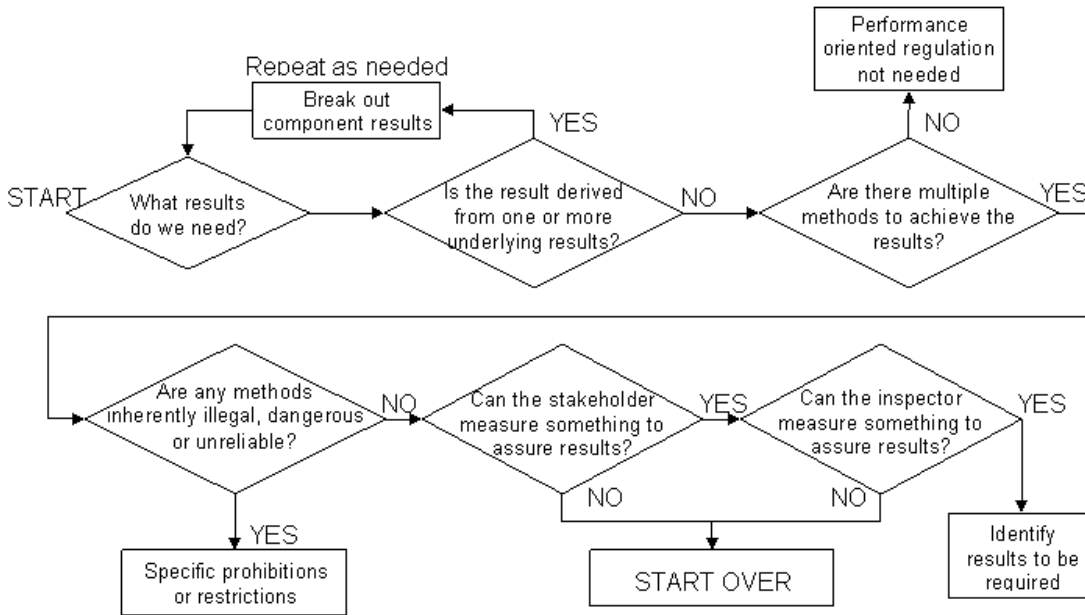 Performance
oriented regulation
not needed
Repeat as needed
Break out
component results
YES
NO
START
What results
do we need?
Is the result derived
from one or more
underlying results?
NO
Are there multiple
methods to achieve the
results?
YES
Are any methods
inherently illegal, dangerous
or unreliable?
NO
Can the stakeholder
measure something to
assure results?
YES
Can the inspector
measure something to
assure results?
YES
NO
NO
YES
Specific prohibitions
or restrictions
START OVER
Identify
results to be
required